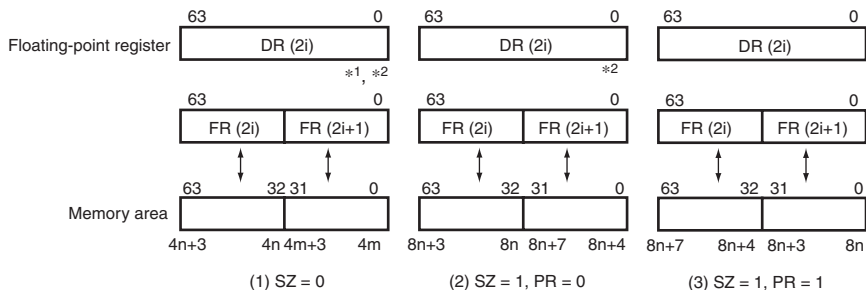 63 0 63 0 63 0
Floating-point register DR (2i) DR (2i) DR (2i)
*1, *2 *2
63 0 63 0 63 0
FR (2i) FR (2i+1) FR (2i) FR (2i+1) FR (2i) FR (2i+1)
63 32 31 0 63 32 31 0 63 32 31 0
Memory area
4n+3 4n 4m+3 4m 8n+3 8n 8n+7 8n+4 8n+7 8n+4 8n+3 8n
(1) SZ = 0 (2) SZ = 1, PR = 0 (3) SZ = 1, PR = 1